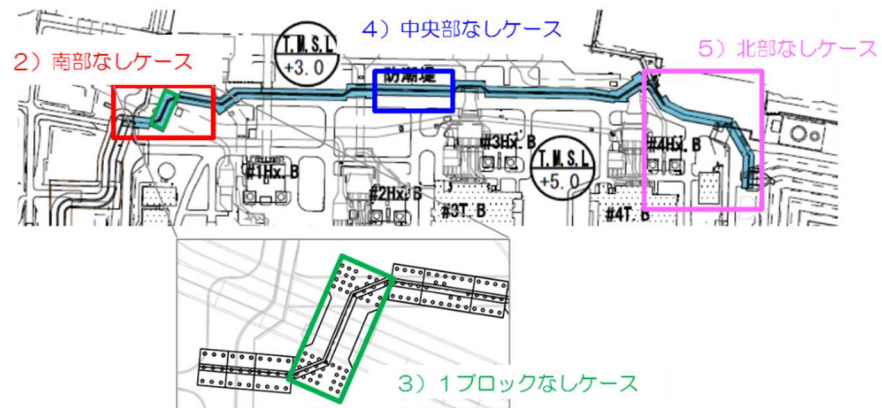 4）中央部なしケース
2）南部なしケース
5）北部なしケース
T.M.S.L
+3.0
防潮堤
#3Hx.B
#4Hx.B
T.M.S.L
+5.0
#1Hx.B
#2Hx.B
#3T.B
#4T.B
3）1ブロックなしケース